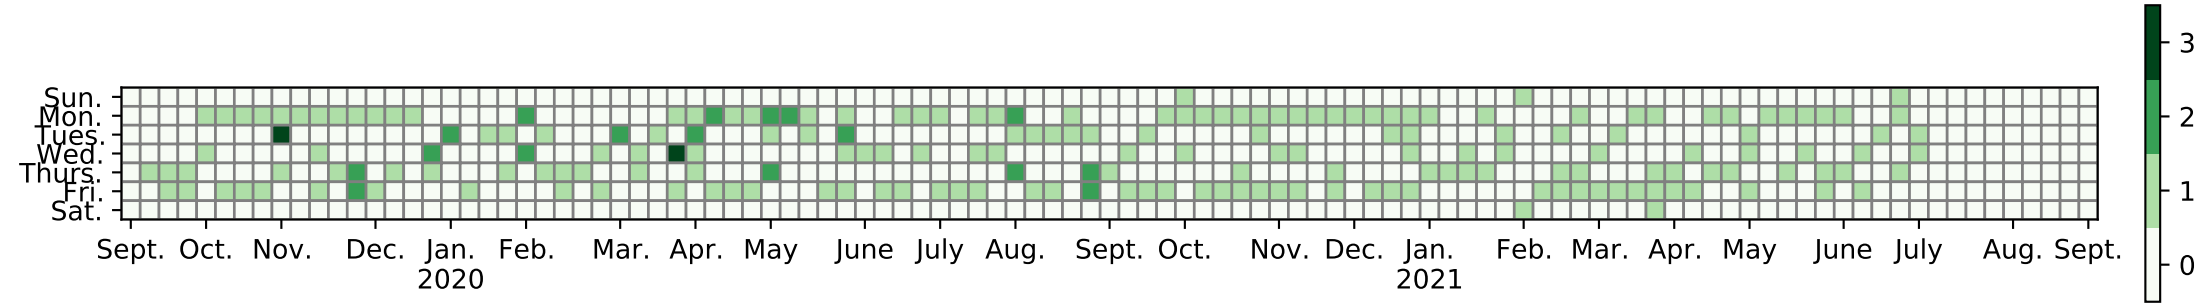 Sun.
Mon.
Tues.
Wed.
Thurs.
Fri.
Sat.
Sept. Oct. Nov. Dec. Jan. Feb. Mar. Apr. May June July Aug. Sept. Oct. Nov. Dec. Jan. Feb. Mar. Apr. May June July Aug. Sept.
2020 2021
3
2
1
0